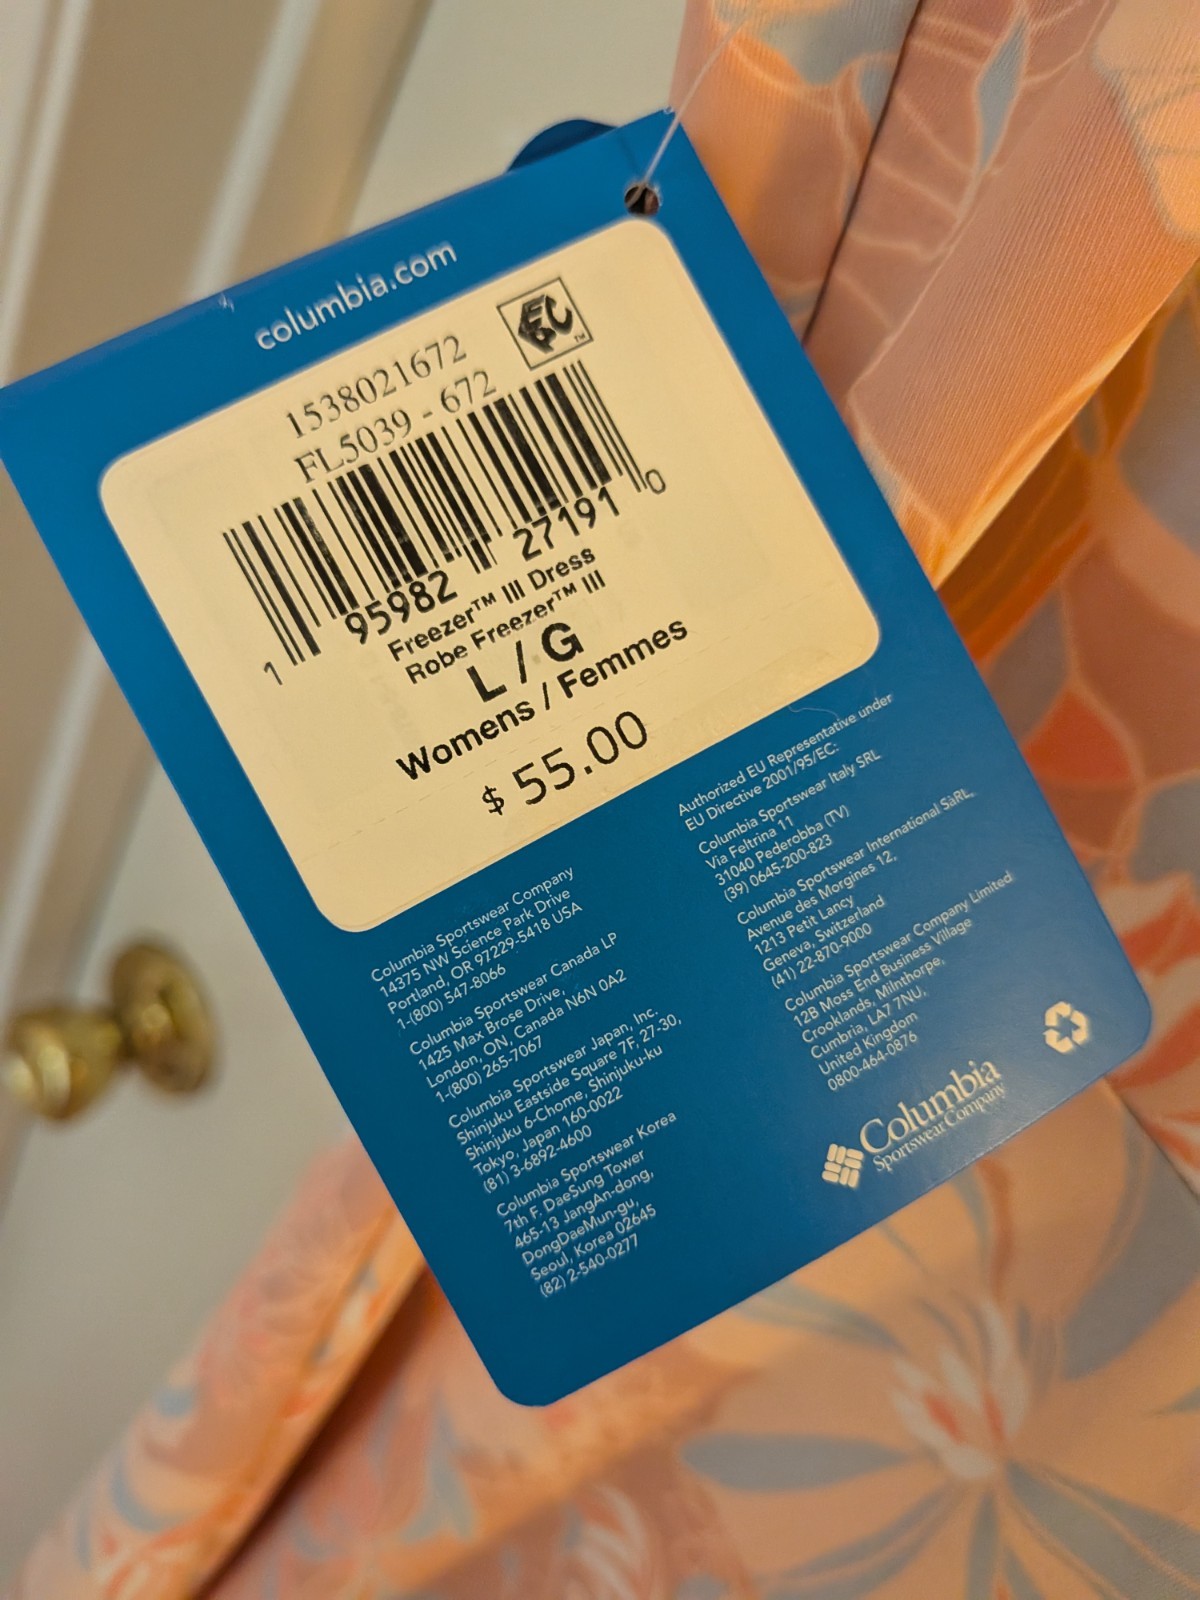 columbia.com
1538021672
FL5039 - 672
EPC™
1 95982 27191 0
Freezer™ III Dress
Robe Freezer™ III
L / G
Womens / Femmes
$ 55.00
Columbia Sportswear Company
14375 NW Science Park Drive
Portland, OR 97229-5418 USA
1-(800) 547-8066
Columbia Sportswear Canada LP
1425 Max Brose Drive,
London, ON, Canada N6N 0A2
1-(800) 265-7067
Columbia Sportswear Japan, Inc.
Shinjuku Eastside Square 7F, 27-30,
Shinjuku 6-Chome, Shinjuku-ku
Tokyo, Japan 160-0022
(81) 3-6892-4600
Columbia Sportswear Korea
7th F. DaeSung Tower
465-13 JangAn-dong,
DongDaeMun-gu,
Seoul, Korea 02645
(82) 2-540-0277
Authorized EU Representative under
EU Directive 2001/95/EC:
Columbia Sportswear Italy SRL
Via Feltrina 11
31040 Pederobba (TV)
(39) 0645-200-823
Columbia Sportswear International SàRL,
Avenue des Morgines 12,
1213 Petit Lancy
Geneva, Switzerland
(41) 22-870-9000
Columbia Sportswear Company Limited
12B Moss End Business Village
Crooklands, Milnthorpe,
Cumbria, LA7 7NU,
United Kingdom
0800-464-0876
Columbia
Sportswear Company